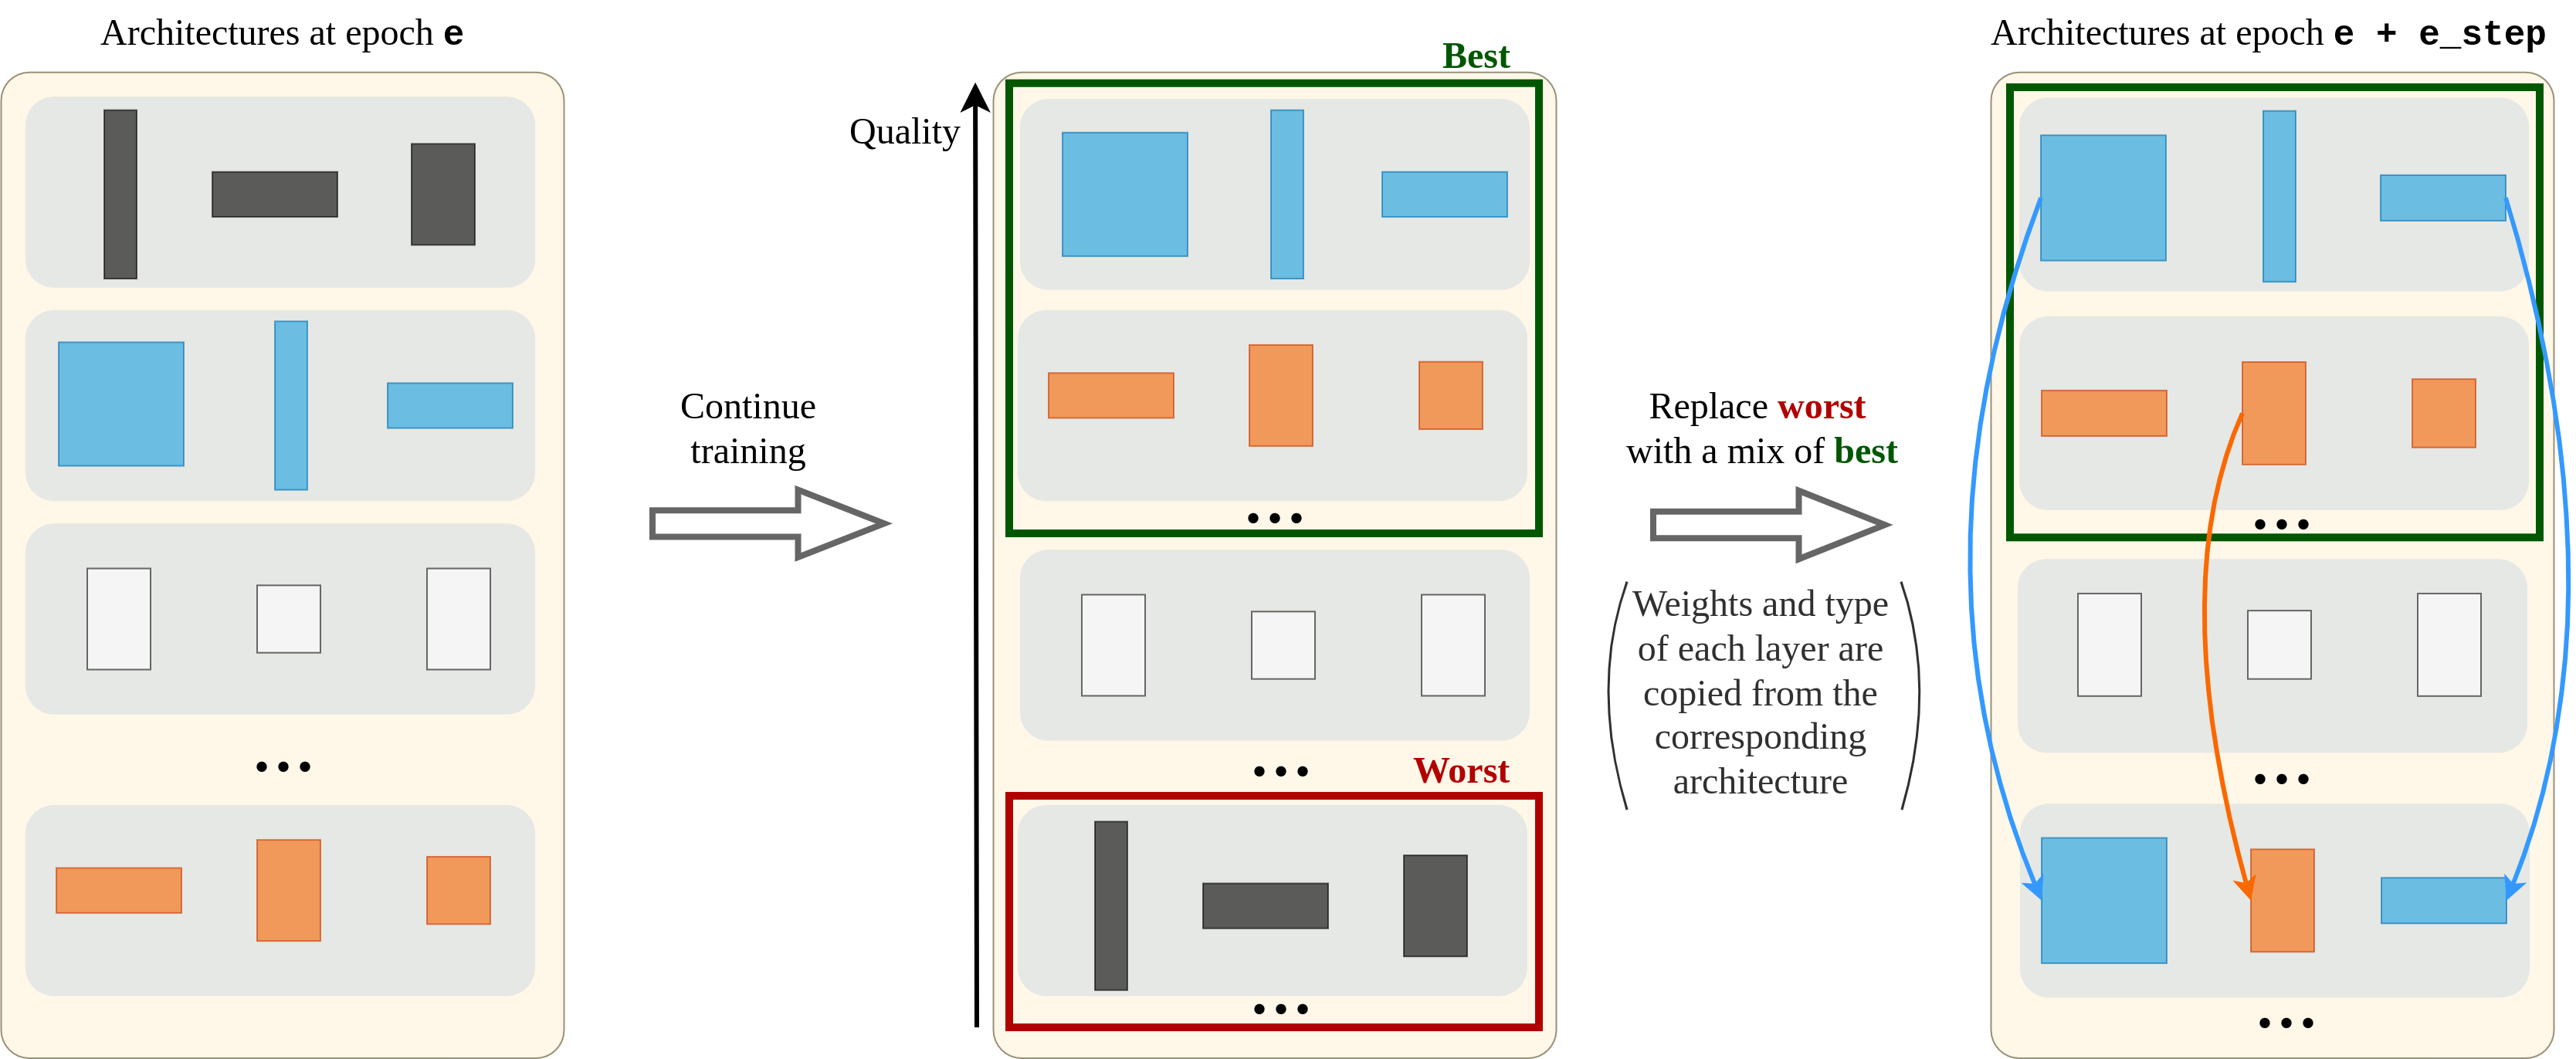 Architectures at epoch e
Quality
Continue
training
Best
Worst
Replace worst
with a mix of best
Weights and type
of each layer are
copied from the
corresponding
architecture
Architectures at epoch e + e_step